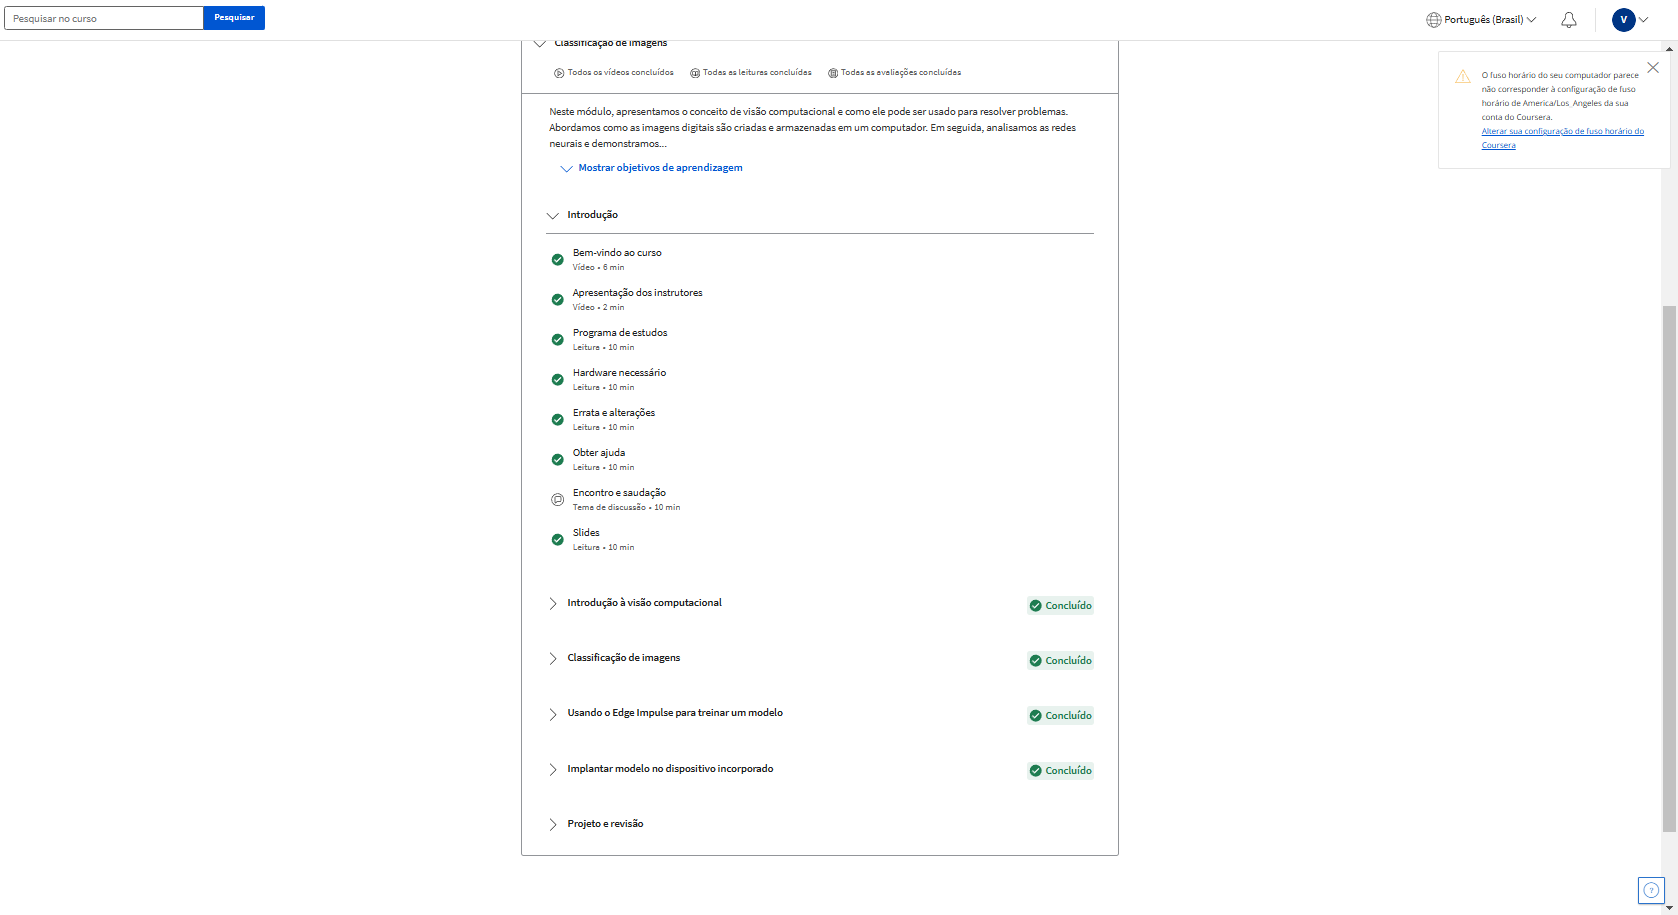 Pesquisar no curso
Pesquisar
Português (Brasil)
V
Classificação de imagens
Todos os vídeos concluídos
Todas as leituras concluídas
Todas as avaliações concluídas
O fuso horário do seu computador parece
não corresponder à configuração de fuso
horário de America/Los_Angeles da sua
conta do Coursera.
Alterar sua configuração de fuso horário do
Coursera
Neste módulo, apresentamos o conceito de visão computacional e como ele pode ser usado para resolver problemas.
Abordamos como as imagens digitais são criadas e armazenadas em um computador. Em seguida, analisamos as redes
neurais e demonstramos...
Mostrar objetivos de aprendizagem
Introdução
Bem-vindo ao curso
Vídeo • 6 min
Apresentação dos instrutores
Vídeo • 2 min
Programa de estudos
Leitura • 10 min
Hardware necessário
Leitura • 10 min
Errata e alterações
Leitura • 10 min
Obter ajuda
Leitura • 10 min
Encontro e saudação
Tema de discussão • 10 min
Slides
Leitura • 10 min
Introdução à visão computacional
Concluído
Classificação de imagens
Concluído
Usando o Edge Impulse para treinar um modelo
Concluído
Implantar modelo no dispositivo incorporado
Concluído
Projeto e revisão
?